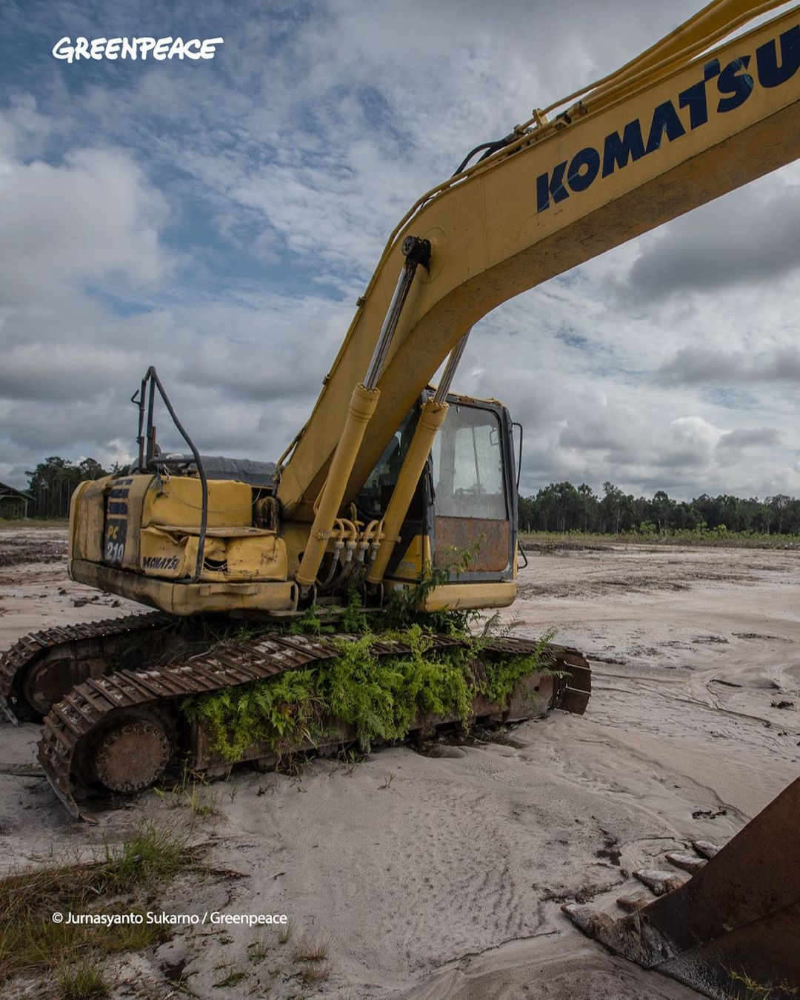 GREENPEACE
KOMATSU
PC
210
KOMATSU
© Jurnasyanto Sukarno / Greenpeace